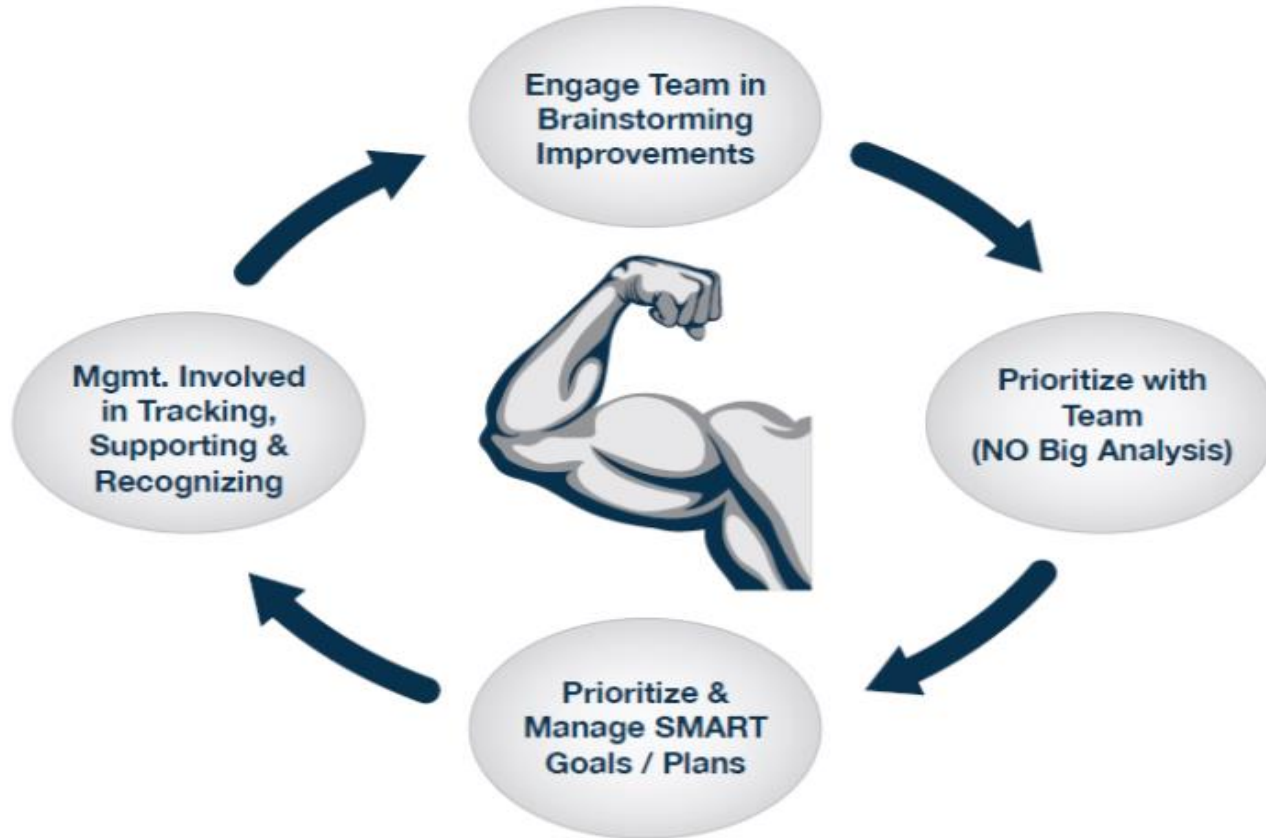 Engage Team in
Brainstorming
Improvements
Prioritize with
Team
(NO Big Analysis)
Prioritize &
Manage SMART
Goals / Plans
Mgmt. Involved
in Tracking,
Supporting &
Recognizing